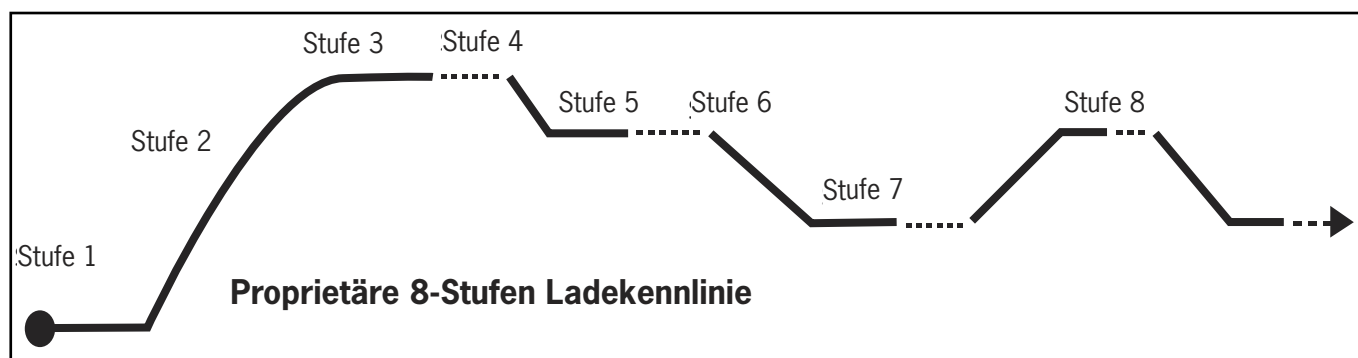 Stufe 3
Stufe 4
Stufe 5
Stufe 6
Stufe 8
Stufe 2
Stufe 7
Stufe 1
Proprietäre 8-Stufen Ladekennlinie